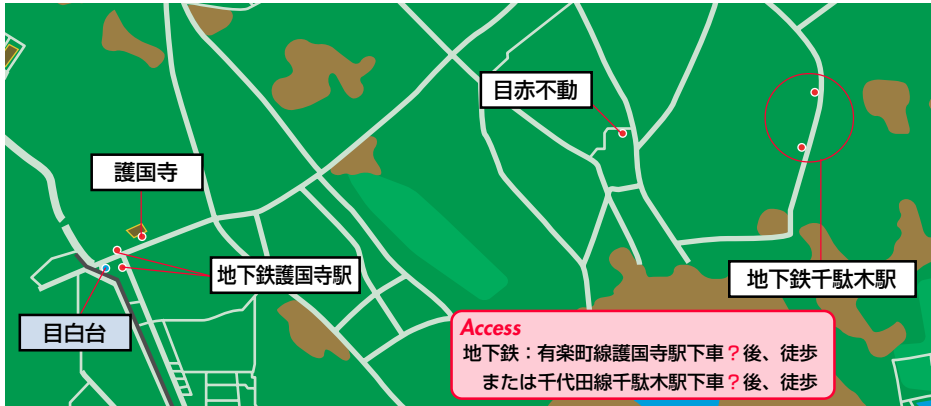 目赤不動
護国寺
地下鉄護国寺駅
地下鉄千駄木駅
目白台
Access
地下鉄：有楽町線護国寺駅下車？後、徒歩
または千代田線千駄木駅下車？後、徒歩